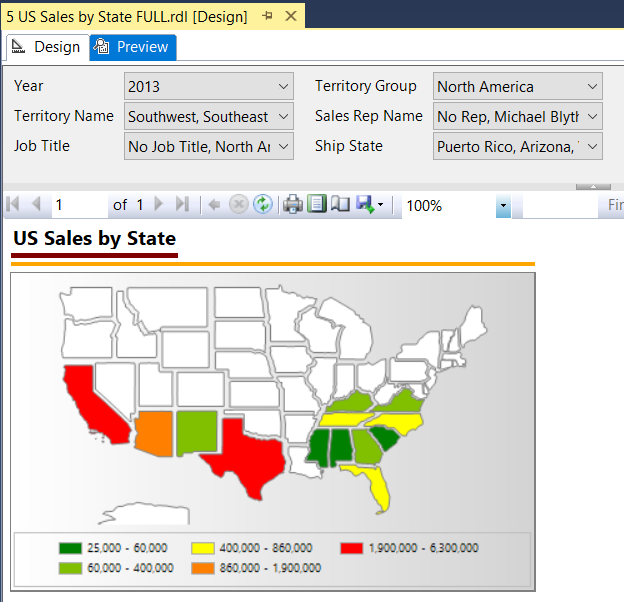 5 US Sales by State FULL.rdl [Design]
Design Preview
Year 2013 Territory Group North America
Territory Name Southwest, Southeast Sales Rep Name No Rep, Michael Blyth
Job Title No Job Title, North Ar Ship State Puerto Rico, Arizona,
1 of 1 100% Fin
US Sales by State
25,000 - 60,000 400,000 - 860,000 1,900,000 - 6,300,000
60,000 - 400,000 860,000 - 1,900,000